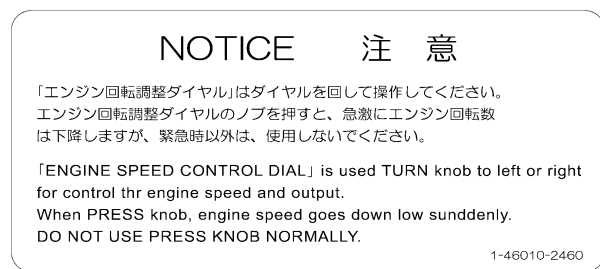 NOTICE 注 意
「エンジン回転調整ダイヤル」はダイヤルを回して操作してください。
エンジン回転調整ダイヤルのノブを押すと、急激にエンジン回転数
は下降しますが、緊急時以外は、使用しないでください。
「ENGINE SPEED CONTROL DIAL」 is used TURN knob to left or right
for control thr engine speed and output.
When PRESS knob, engine speed goes down low sunddenly.
DO NOT USE PRESS KNOB NORMALLY.
1-46010-2460